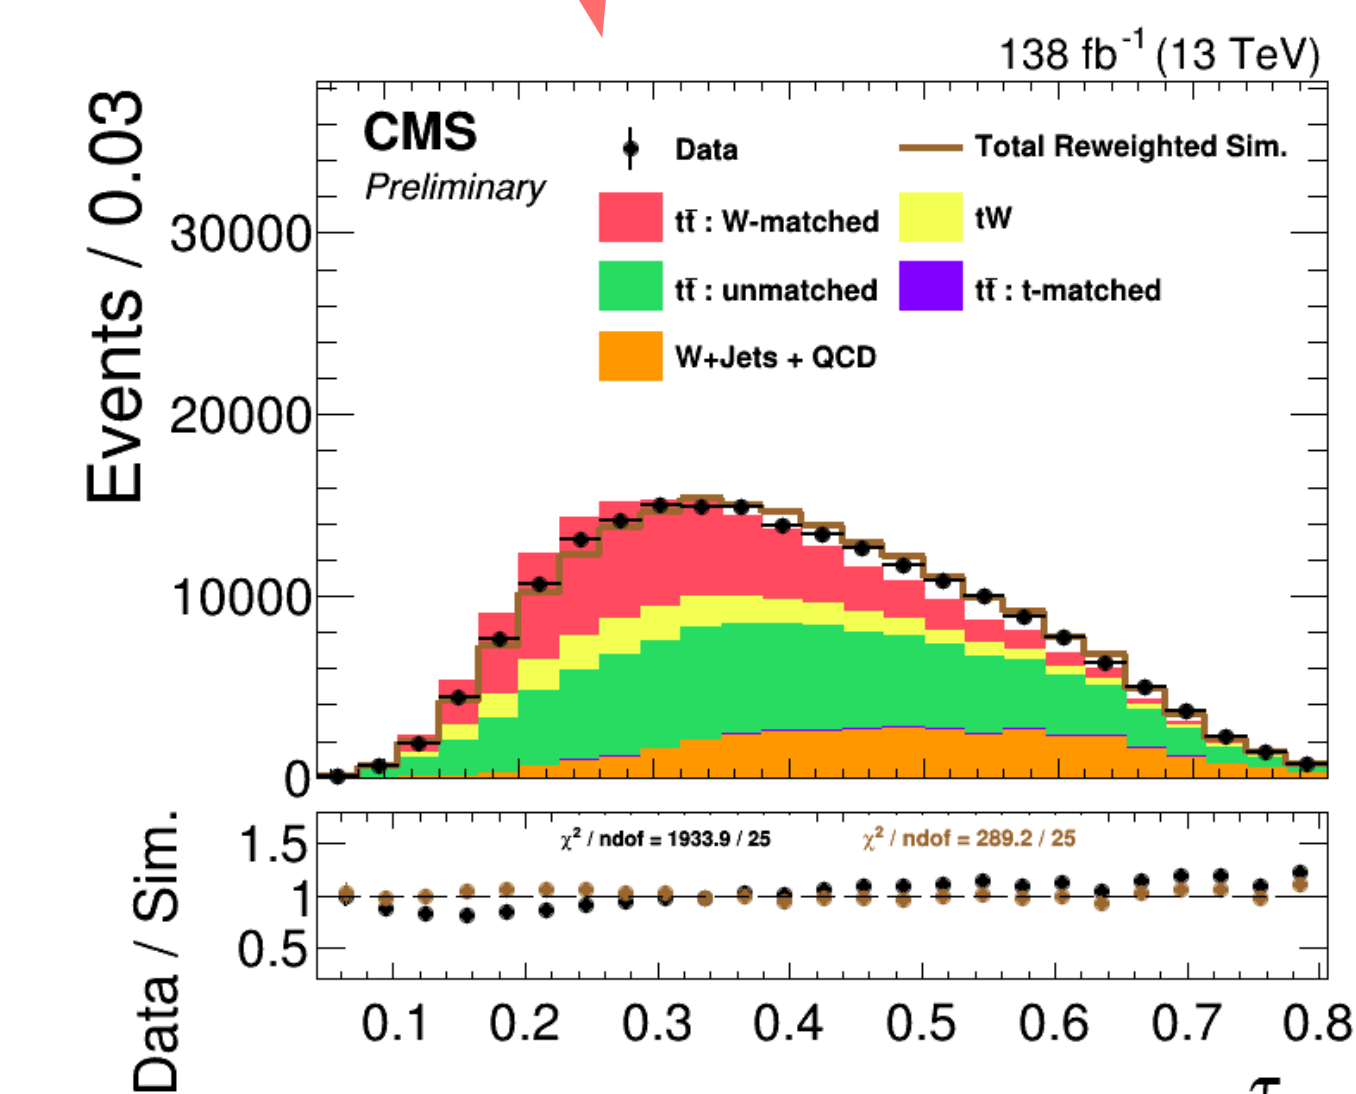 138 fb⁻¹ (13 TeV)
CMS
Preliminary
Data
Total Reweighted Sim.
tt̄ : W-matched
tW
tt̄ : unmatched
tt̄ : t-matched
W+Jets + QCD
Events / 0.03
30000
20000
10000
0
χ² / ndof = 1933.9 / 25
χ² / ndof = 289.2 / 25
Data / Sim.
1.5
1
0.5
0.1 0.2 0.3 0.4 0.5 0.6 0.7 0.8